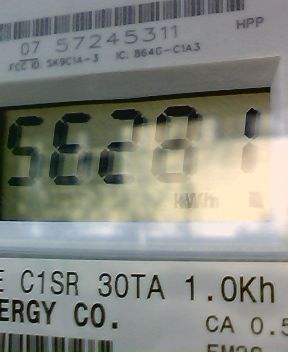 07 57245311
HPP
FCC ID: SK9C1A-3 IC: 864G-C1A3
56281
kWh
E C1SR 30TA 1.0Kh
ERGY CO.
CA 0.5